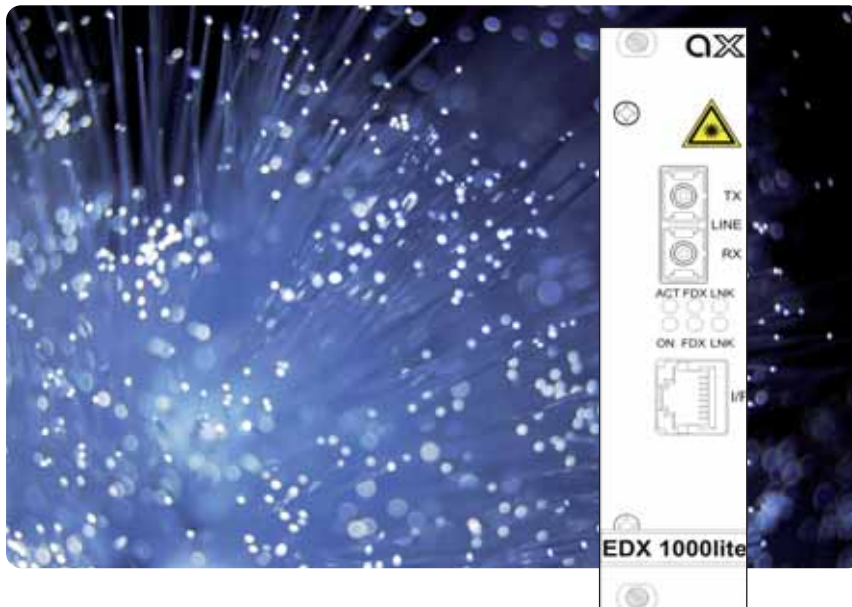 ax
TX
LINE
RX
ACT FDX LNK
ON FDX LNK
EDX 1000lite